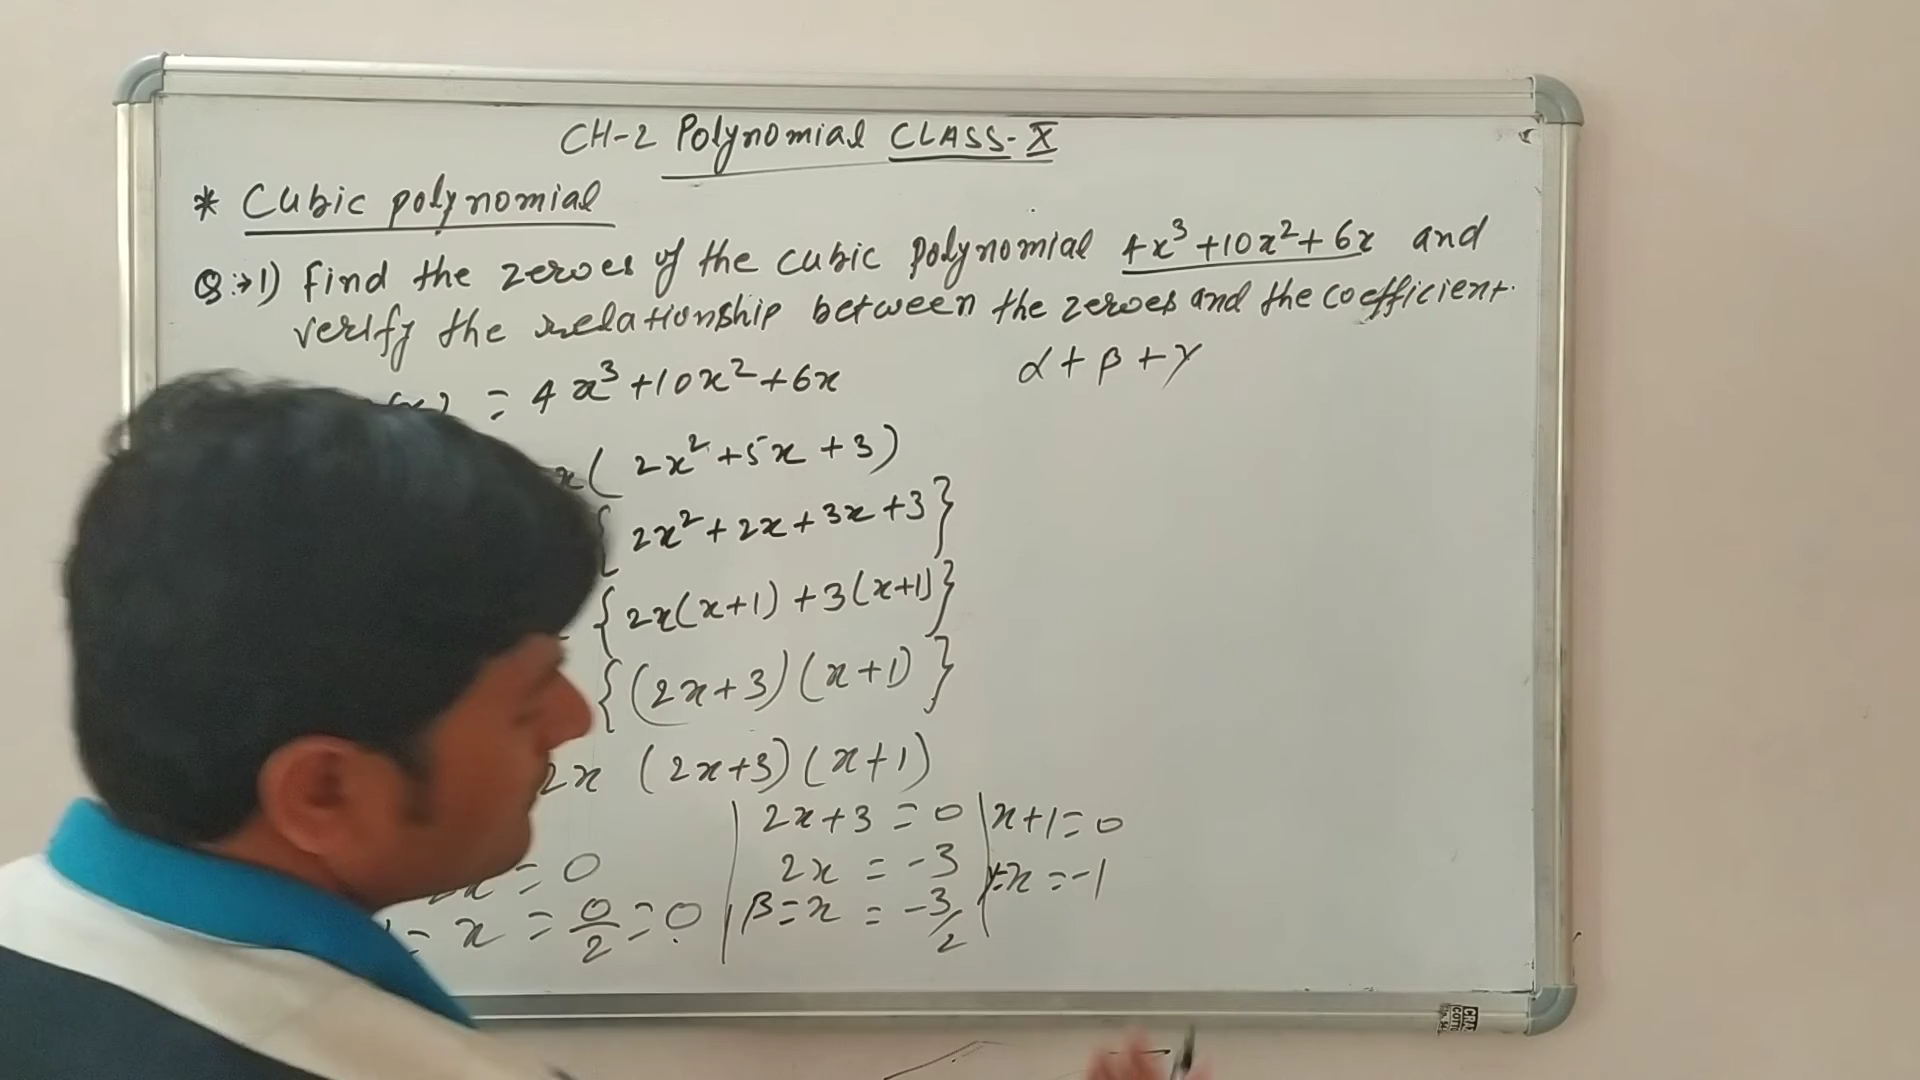 CH-2 Polynomial CLASS-X
* Cubic polynomial
Q:→1) find the zeroes of the cubic polynomial 4x³+10x²+6x and
verify the relationship between the zeroes and the coefficient.
= 4x³+10x²+6x
α+β+γ
x(2x²+5x+3)
{2x²+2x+3x+3}
{2x(x+1)+3(x+1)}
{(2x+3)(x+1)}
2x (2x+3)(x+1)
2x+3=0 | x+1=0
2x=0 | 2x = -3 | γ=x=-1
= x = 0/2 = 0 | β=x = -3/2